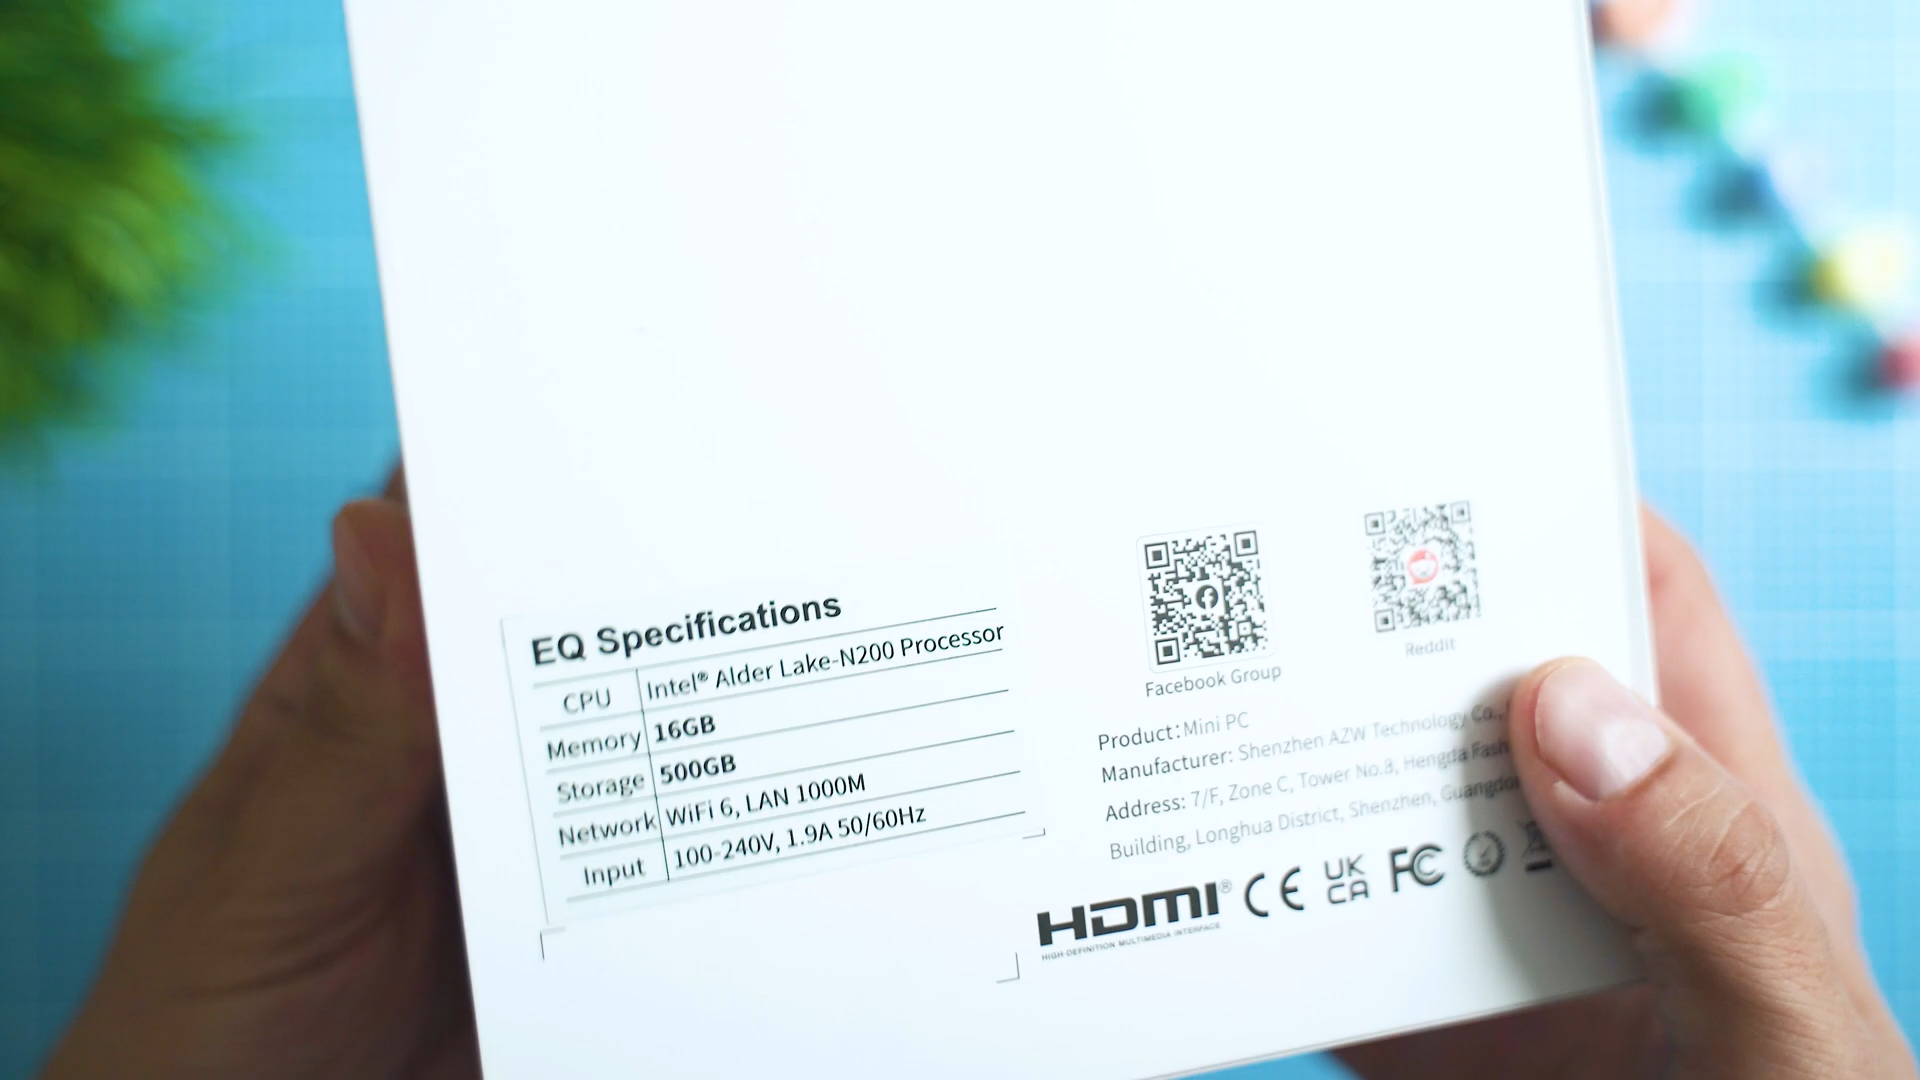 EQ Specifications
CPU Intel® Alder Lake-N200 Processor
Memory 16GB
Storage 500GB
Network WiFi 6, LAN 1000M
Input 100-240V, 1.9A 50/60Hz
Facebook Group
Reddit
Product: Mini PC
Manufacturer: Shenzhen AZW Technology Co.,
Address: 7/F, Zone C, Tower No.8, Hengda
Building, Longhua District, Shenzhen,
HDMI®
HIGH-DEFINITION MULTIMEDIA INTERFACE
CE
UK
CA
FC